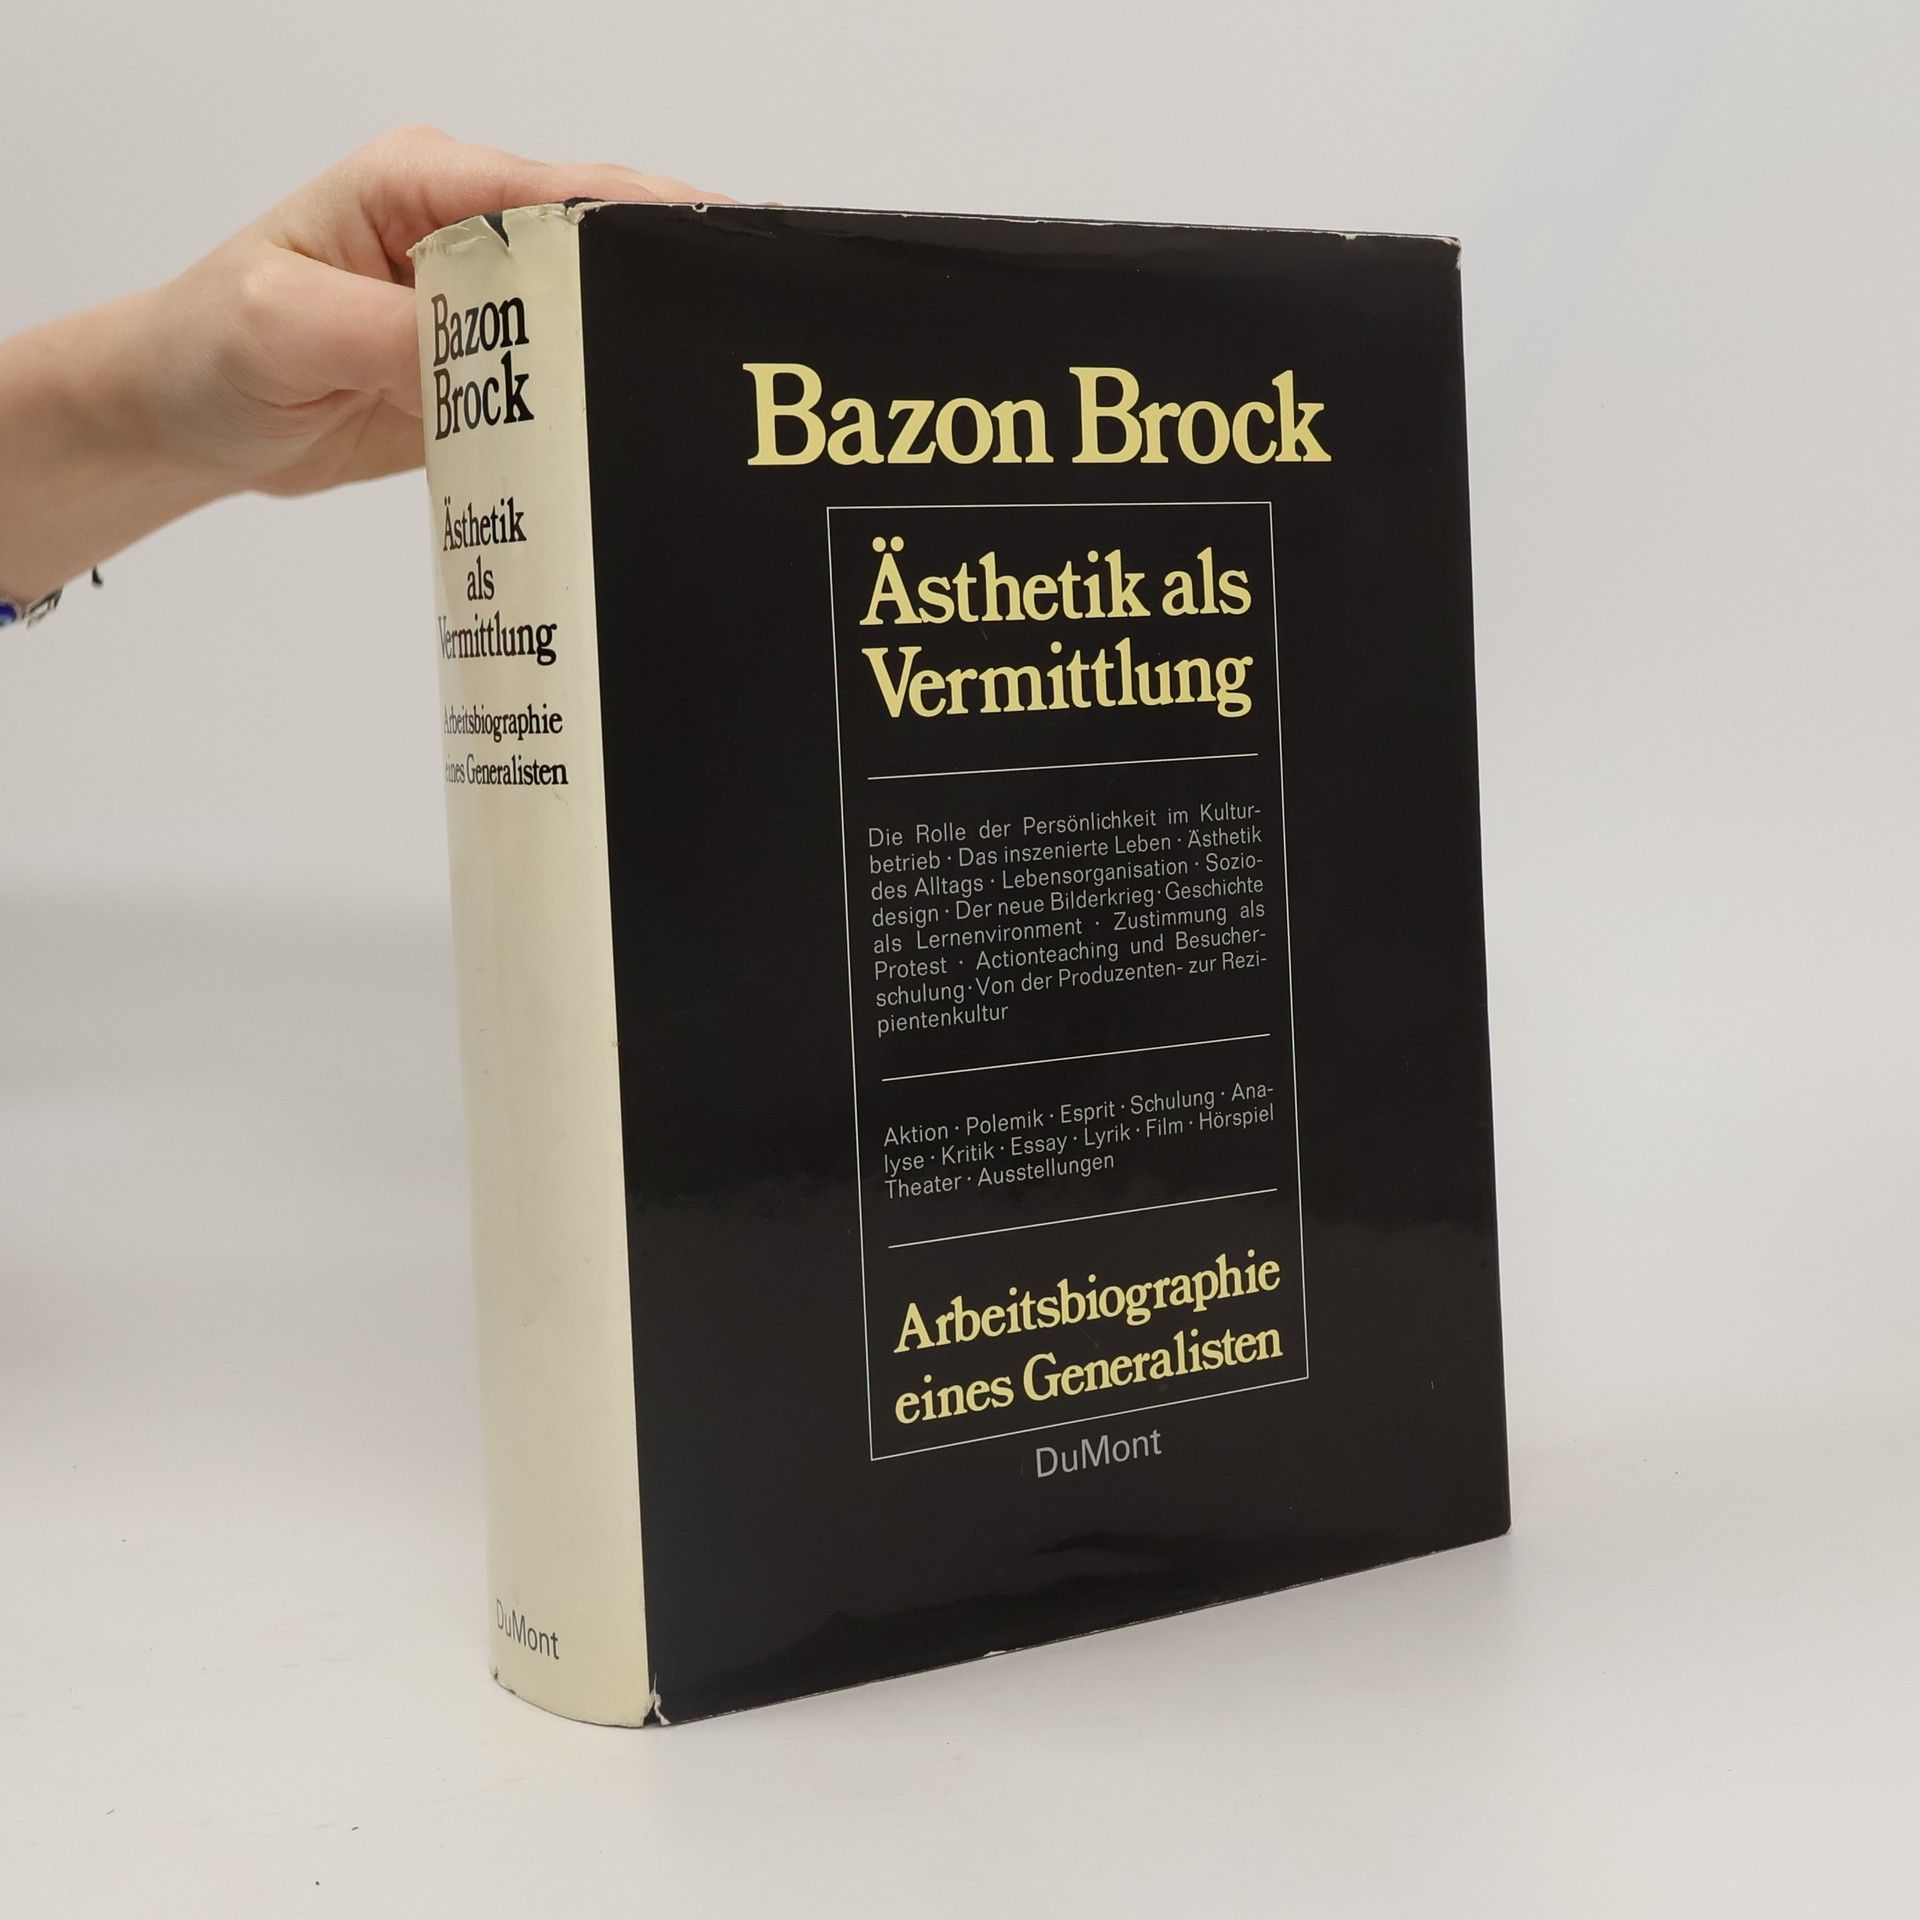 Bazon
Brock
Ästhetik
als
Vermittlung
Arbeitsbiographie
eines Generalisten
DuMont
Bazon Brock
Ästhetik als
Vermittlung
Die Rolle der Persönlichkeit im Kultur-
betrieb · Das inszenierte Leben · Ästhetik
des Alltags · Lebensorganisation · Sozio-
design · Der neue Bilderkrieg · Geschichte
als Lernenvironment · Zustimmung als
Protest · Actionteaching und Besucher-
schulung · Von der Produzenten- zur Rezi-
pientenkultur
Aktion · Polemik · Esprit · Schulung · Ana-
lyse · Kritik · Essay · Lyrik · Film · Hörspiel
Theater · Ausstellungen
Arbeitsbiographie
eines Generalisten
DuMont